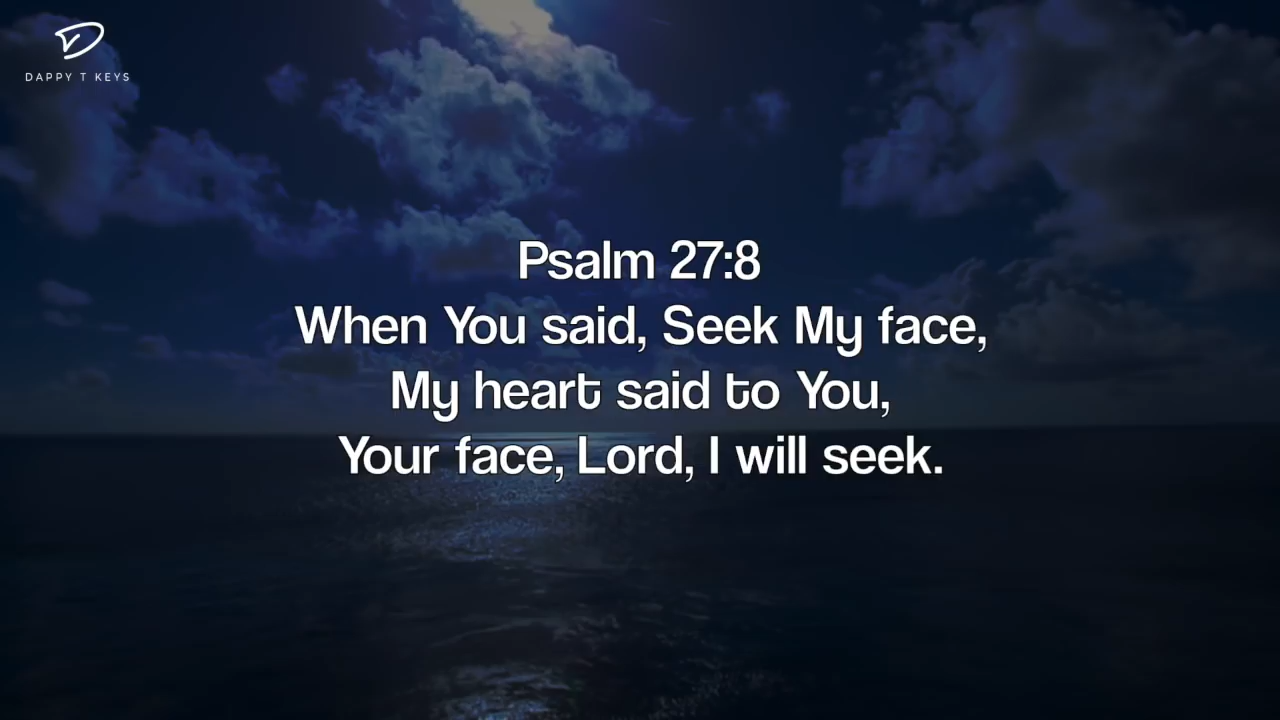 DAPPY T KEYS
Psalm 27:8
When You said, Seek My face,
My heart said to You,
Your face, Lord, I will seek.